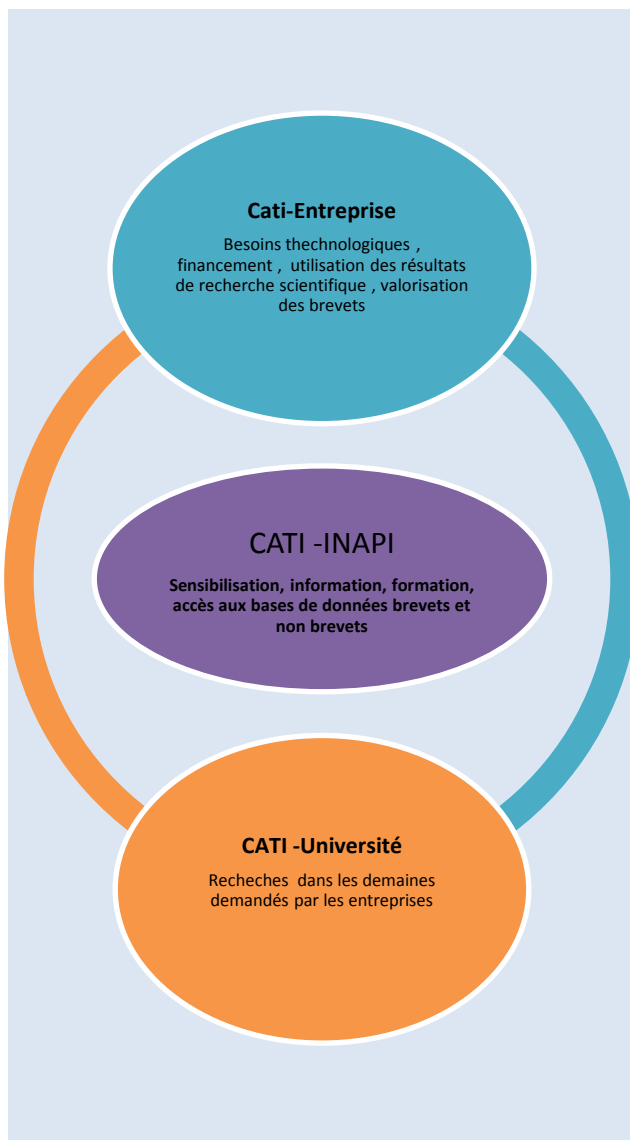 Cati-Entreprise
Besoins thechnologiques ,
financement , utilisation des résultats
de recherche scientifique , valorisation
des brevets
CATI -INAPI
Sensibilisation, information, formation,
accès aux bases de données brevets et
non brevets
CATI -Université
Recheches dans les demaines
demandés par les entreprises